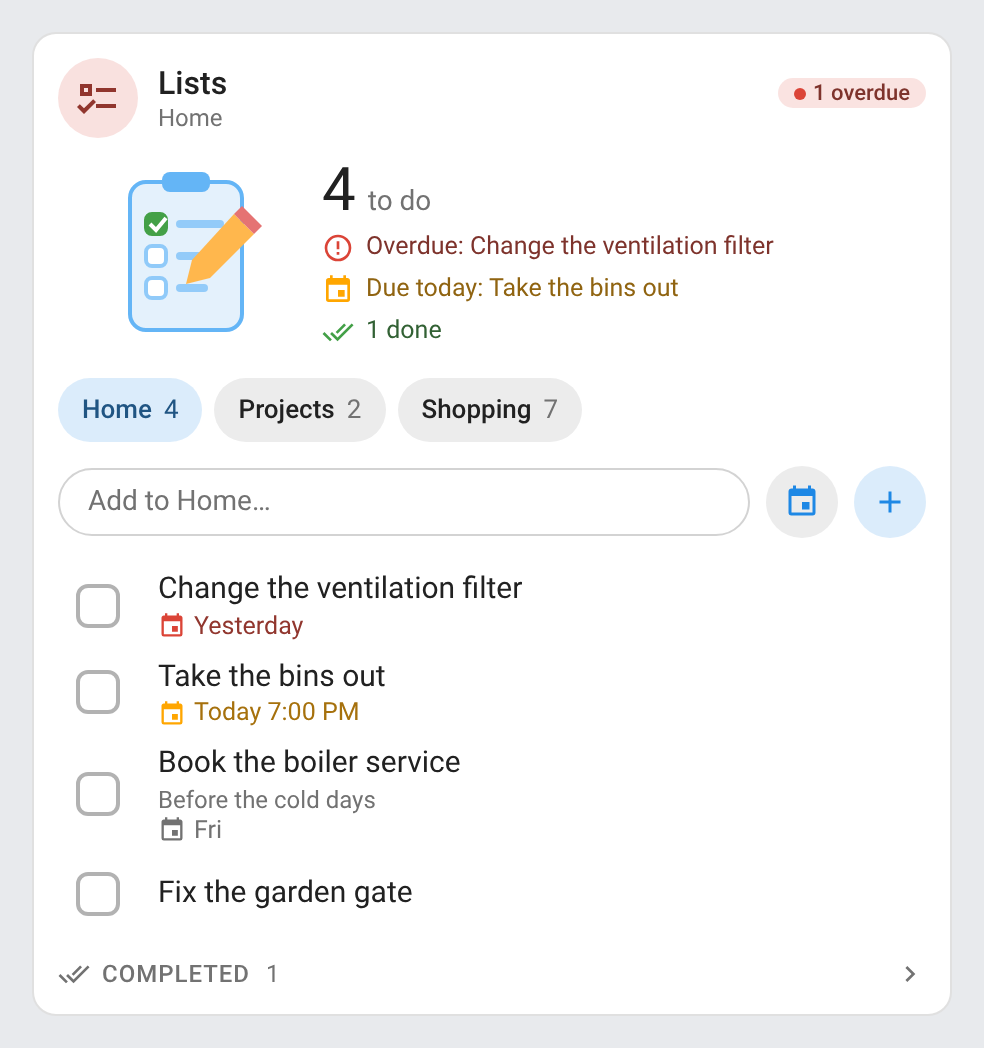 Lists
Home
1 overdue
4 to do
Overdue: Change the ventilation filter
Due today: Take the bins out
1 done
Home 4
Projects 2
Shopping 7
Add to Home…
Change the ventilation filter
Yesterday
Take the bins out
Today 7:00 PM
Book the boiler service
Before the cold days
Fri
Fix the garden gate
COMPLETED 1